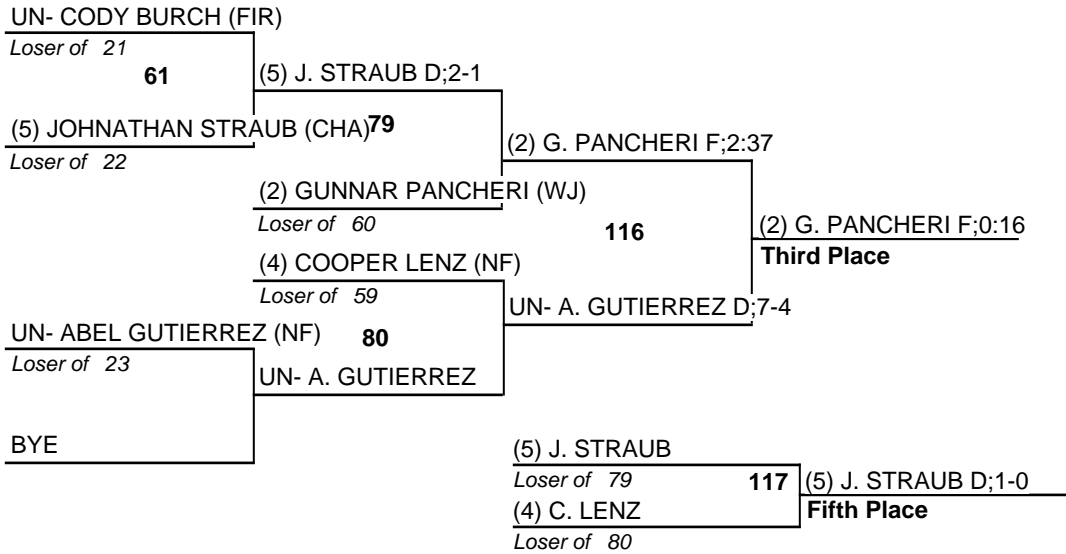 UN- CODY BURCH (FIR)
Loser of 21
61
(5) J. STRAUB D;2-1
(5) JOHNATHAN STRAUB (CHA)
79
Loser of 22
(2) G. PANCHERI F;2:37
(2) GUNNAR PANCHERI (WJ)
Loser of 60
116
(2) G. PANCHERI F;0:16
Third Place
(4) COOPER LENZ (NF)
Loser of 59
UN- A. GUTIERREZ D;7-4
UN- ABEL GUTIERREZ (NF)
80
Loser of 23
UN- A. GUTIERREZ
BYE
(5) J. STRAUB
Loser of 79
117
(5) J. STRAUB D;1-0
(4) C. LENZ
Fifth Place
Loser of 80